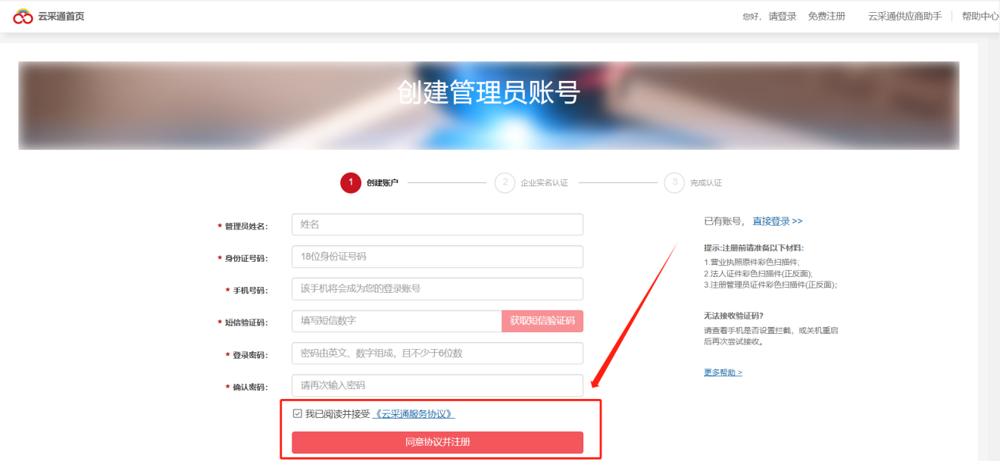 云采通首页
您好，请登录 免费注册 云采通供应商助手 帮助中心
创建管理员账号
1 创建账户 2 企业实名认证 3 完成认证
* 管理员姓名： 姓名
* 身份证号码： 18位身份证号码
* 手机号码： 该手机将会成为您的登录账号
* 短信验证码： 填写短信数字 获取短信验证码
* 登录密码： 密码由英文、数字组成，且不少于6位数
* 确认密码： 请再次输入密码
我已阅读并接受 《云采通服务协议》
同意协议并注册
已有账号， 直接登录 >>
提示:注册前请准备以下材料:
1.营业执照原件彩色扫描件;
2.法人证件彩色扫描件(正反面);
3.注册管理员证件彩色扫描件(正反面);
无法接收验证码?
请查看手机是否设置拦截，或关机重启
后再次尝试接收。
更多帮助 >